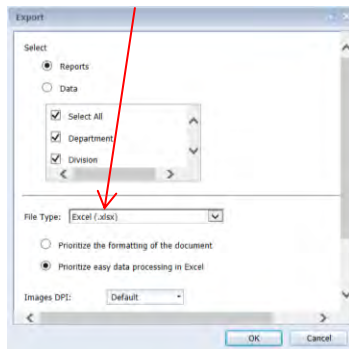 Export
Select
Reports
Data
Select All
Department
Division
File Type: Excel (.xlsx)
Prioritize the formatting of the document
Prioritize easy data processing in Excel
Images DPI: Default
OK Cancel